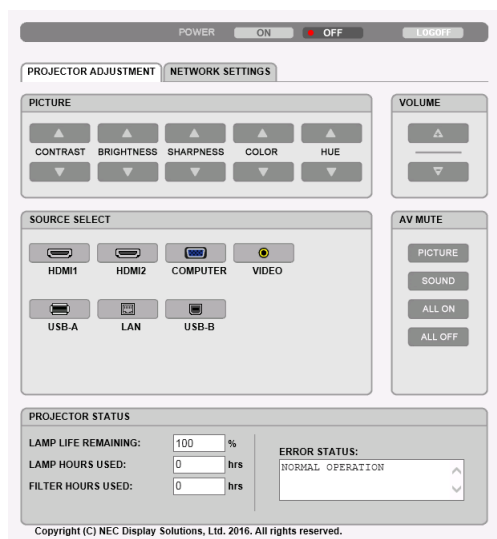 POWER ON OFF LOGOFF
PROJECTOR ADJUSTMENT NETWORK SETTINGS
PICTURE
CONTRAST BRIGHTNESS SHARPNESS COLOR HUE
VOLUME
SOURCE SELECT
HDMI1 HDMI2 COMPUTER VIDEO
USB-A LAN USB-B
AV MUTE
PICTURE
SOUND
ALL ON
ALL OFF
PROJECTOR STATUS
LAMP LIFE REMAINING: 100 %
LAMP HOURS USED: 0 hrs
FILTER HOURS USED: 0 hrs
ERROR STATUS:
NORMAL OPERATION
Copyright (C) NEC Display Solutions, Ltd. 2016. All rights reserved.